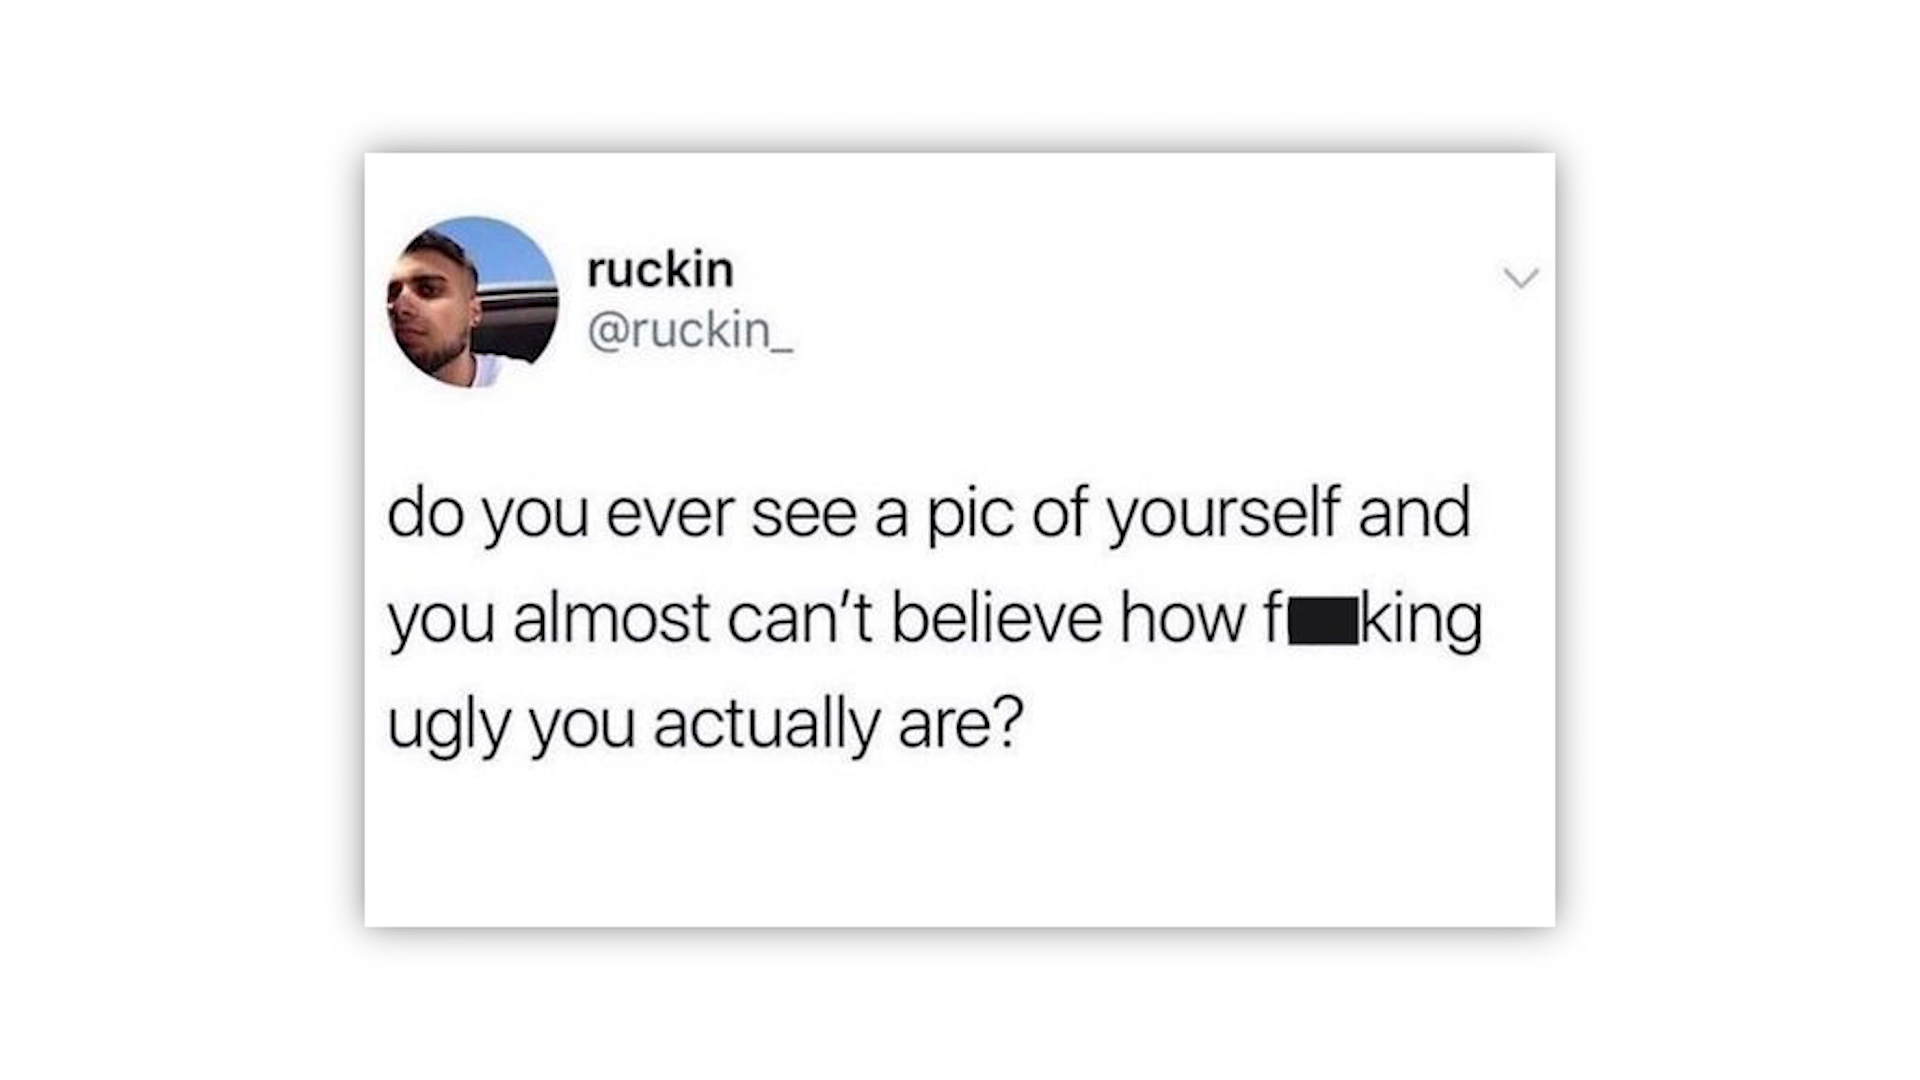 ruckin
@ruckin_
do you ever see a pic of yourself and
you almost can't believe how f■king
ugly you actually are?